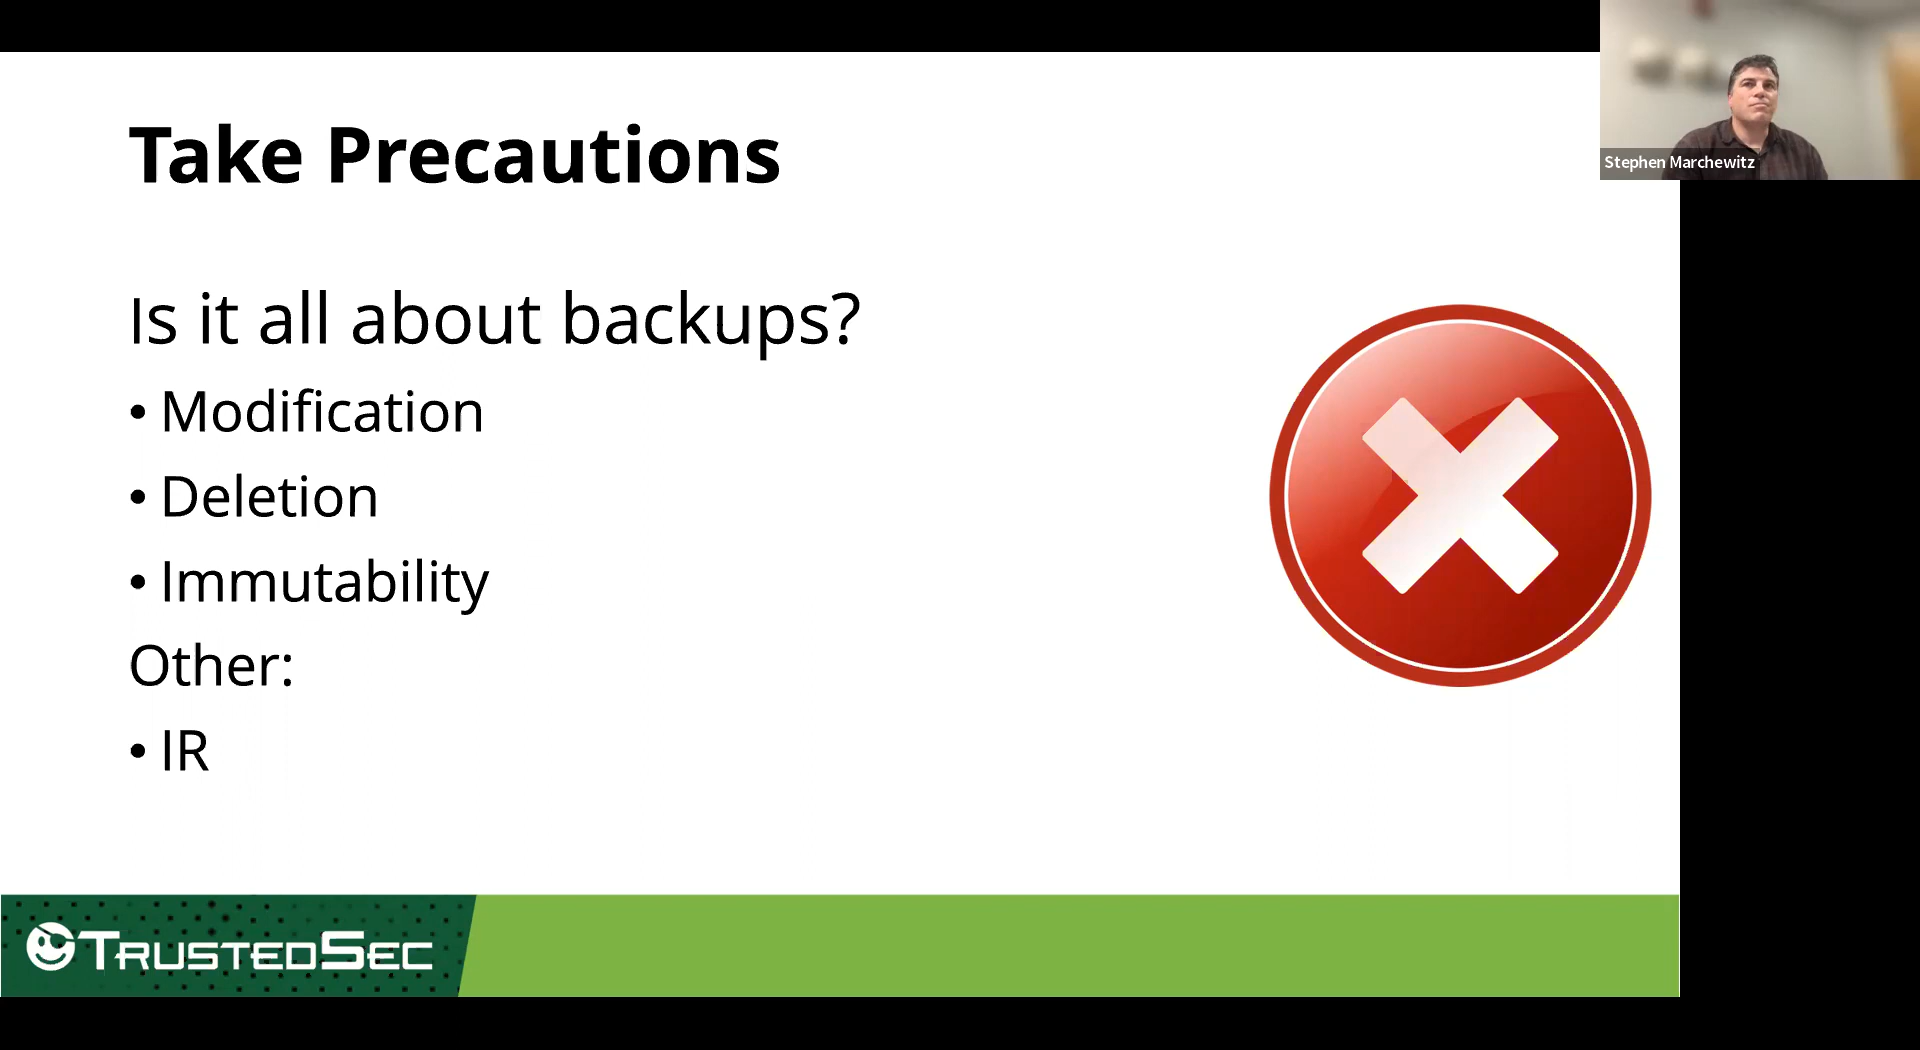 Take Precautions
Is it all about backups?
• Modification
• Deletion
• Immutability
Other:
• IR
TRUSTEDSEC
Stephen Marchewitz